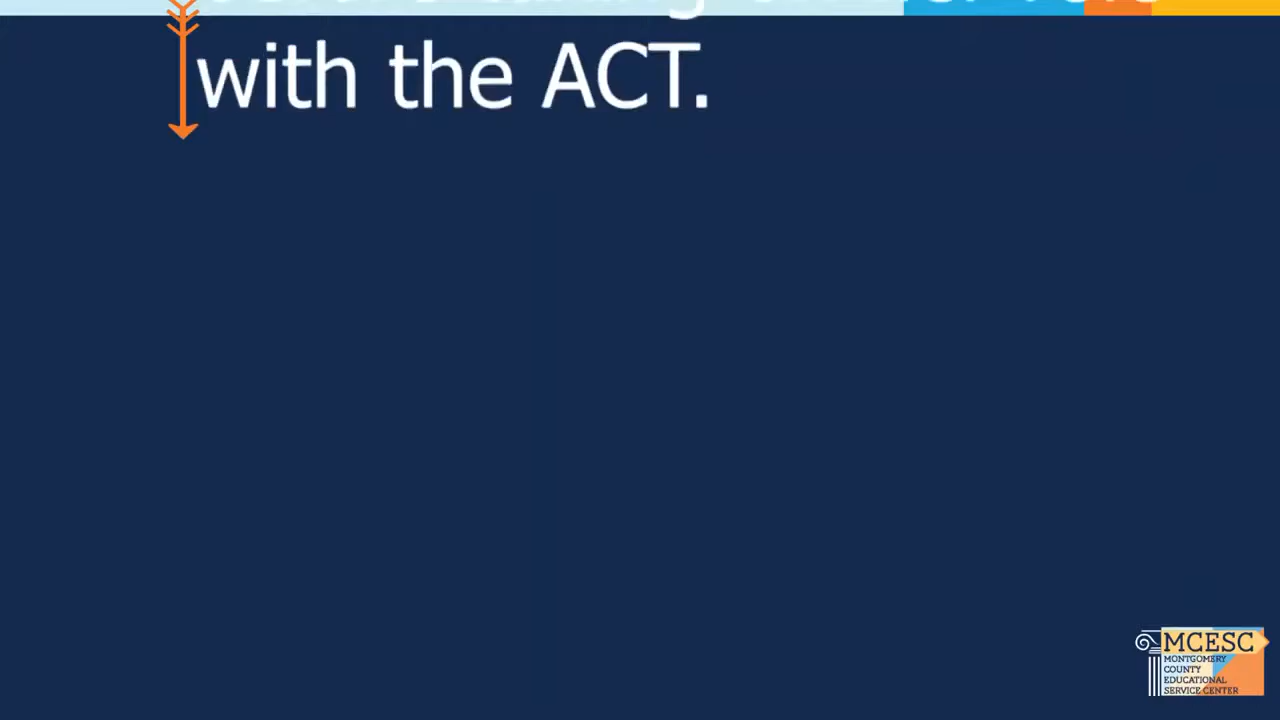 with the ACT.
MCESC
MONTGOMERY
COUNTY
EDUCATIONAL
SERVICE CENTER